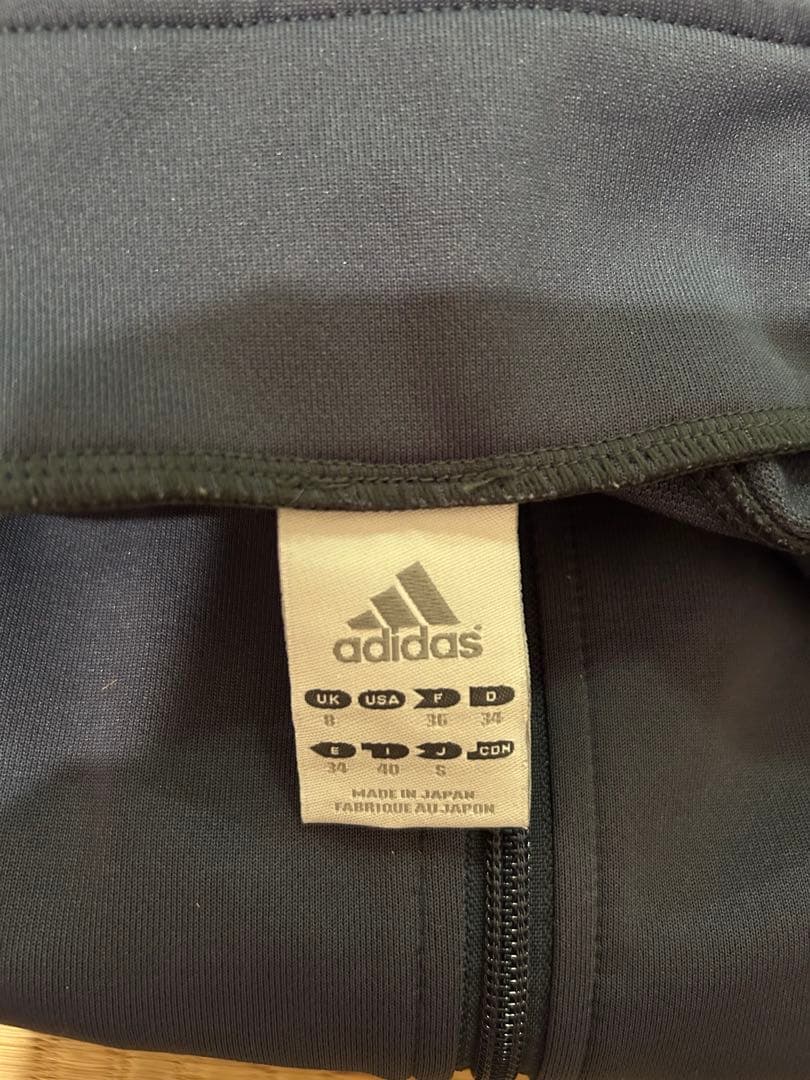 adidas
UK USA F D
8 36 34
E I J CDN
34 40 S
MADE IN JAPAN
FABRIQUE AU JAPON